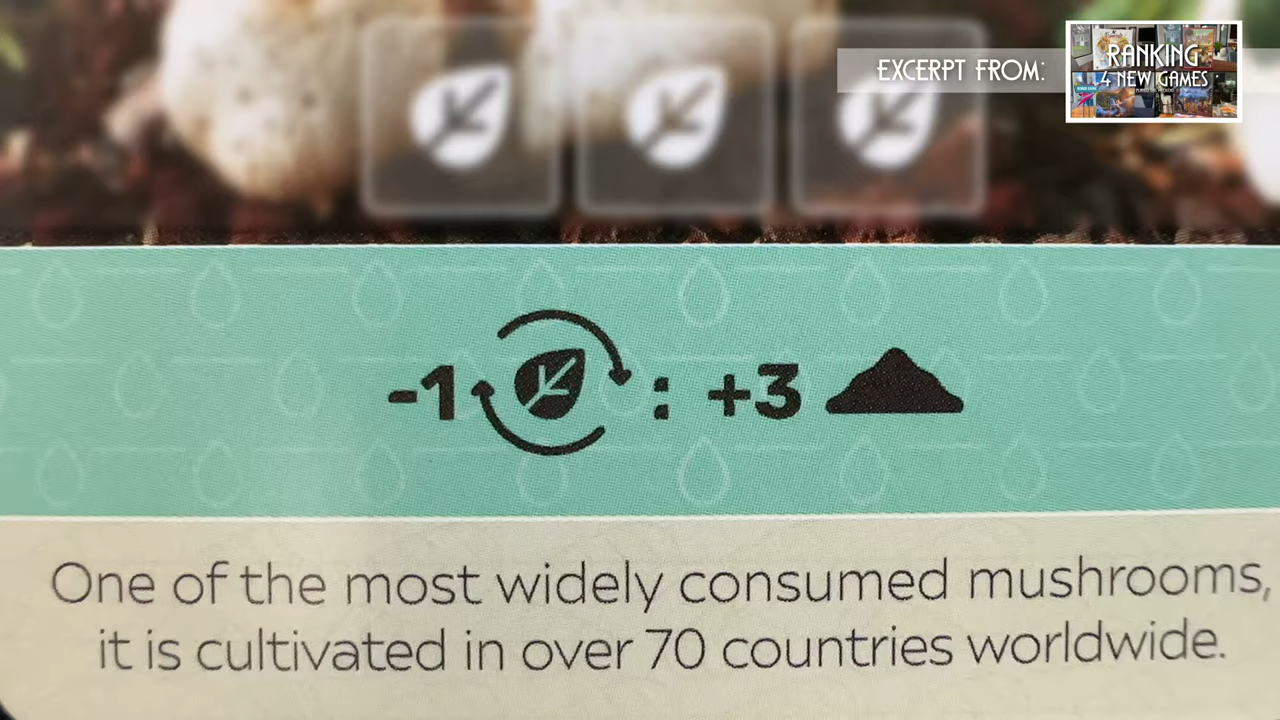 EXCERPT FROM:
RANKING
4 NEW GAMES
-1 : +3
One of the most widely consumed mushrooms,
it is cultivated in over 70 countries worldwide.